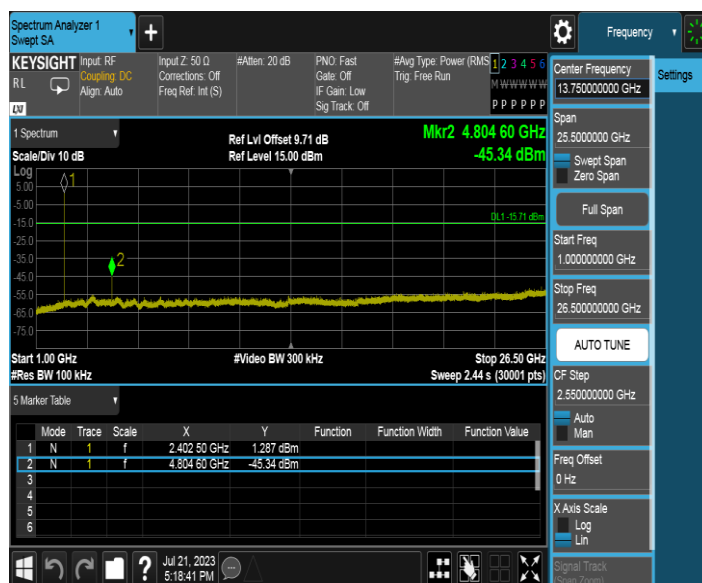 Spectrum Analyzer 1
Swept SA
+
Frequency
KEYSIGHT
RL
LXI
Input: RF
Coupling: DC
Align: Auto
Input Z: 50 Ω
Corrections: Off
Freq Ref: Int (S)
#Atten: 20 dB
PNO: Fast
Gate: Off
IF Gain: Low
Sig Track: Off
#Avg Type: Power (RMS
Trig: Free Run
1 2 3 4 5 6
M W W W W W
P P P P P P
1 Spectrum
Scale/Div 10 dB
Log
Ref Lvl Offset 9.71 dB
Ref Level 15.00 dBm
Mkr2 4.804 60 GHz
-45.34 dBm
5.00
-5.00
-15.0
-25.0
-35.0
-45.0
-55.0
-65.0
-75.0
1
2
DL1 -15.71 dBm
Start 1.00 GHz
#Res BW 100 kHz
#Video BW 300 kHz
Stop 26.50 GHz
Sweep 2.44 s (30001 pts)
5 Marker Table
Mode Trace Scale X Y Function Function Width Function Value
1 N 1 f 2.402 50 GHz 1.287 dBm
2 N 1 f 4.804 60 GHz -45.34 dBm
3
4
5
6
?
Jul 21, 2023
5:18:41 PM
Center Frequency
13.750000000 GHz
Settings
Span
25.5000000 GHz
Swept Span
Zero Span
Full Span
Start Freq
1.000000000 GHz
Stop Freq
26.500000000 GHz
AUTO TUNE
CF Step
2.550000000 GHz
Auto
Man
Freq Offset
0 Hz
X Axis Scale
Log
Lin
Signal Track
(Span Zoom)